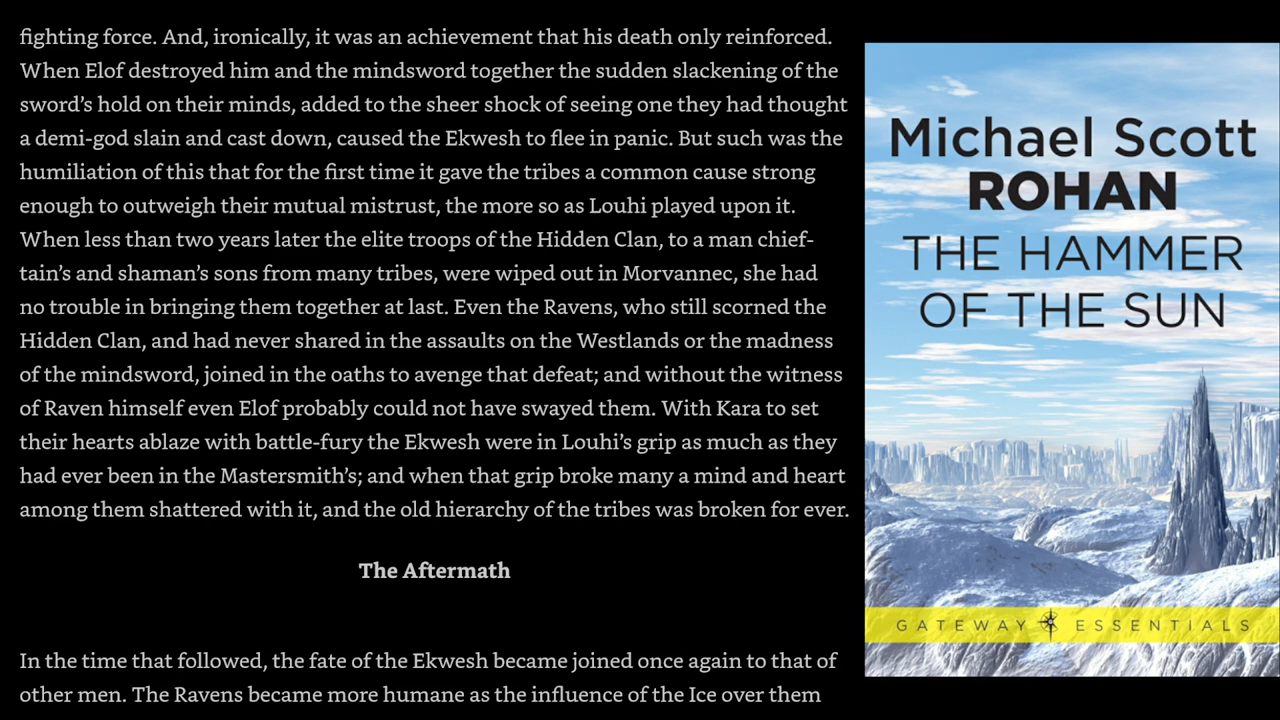 fighting force. And, ironically, it was an achievement that his death only reinforced.
When Elof destroyed him and the mindsword together the sudden slackening of the
sword’s hold on their minds, added to the sheer shock of seeing one they had thought
a demi-god slain and cast down, caused the Ekwesh to flee in panic. But such was the
humiliation of this that for the first time it gave the tribes a common cause strong
enough to outweigh their mutual mistrust, the more so as Louhi played upon it.
When less than two years later the elite troops of the Hidden Clan, to a man chief-
tain’s and shaman’s sons from many tribes, were wiped out in Morvannec, she had
no trouble in bringing them together at last. Even the Ravens, who still scorned the
Hidden Clan, and had never shared in the assaults on the Westlands or the madness
of the mindsword, joined in the oaths to avenge that defeat; and without the witness
of Raven himself even Elof probably could not have swayed them. With Kara to set
their hearts ablaze with battle-fury the Ekwesh were in Louhi’s grip as much as they
had ever been in the Mastersmith’s; and when that grip broke many a mind and heart
among them shattered with it, and the old hierarchy of the tribes was broken for ever.
The Aftermath
In the time that followed, the fate of the Ekwesh became joined once again to that of
other men. The Ravens became more humane as the influence of the Ice over them
Michael Scott
ROHAN
THE HAMMER
OF THE SUN
GATEWAY ESSENTIALS